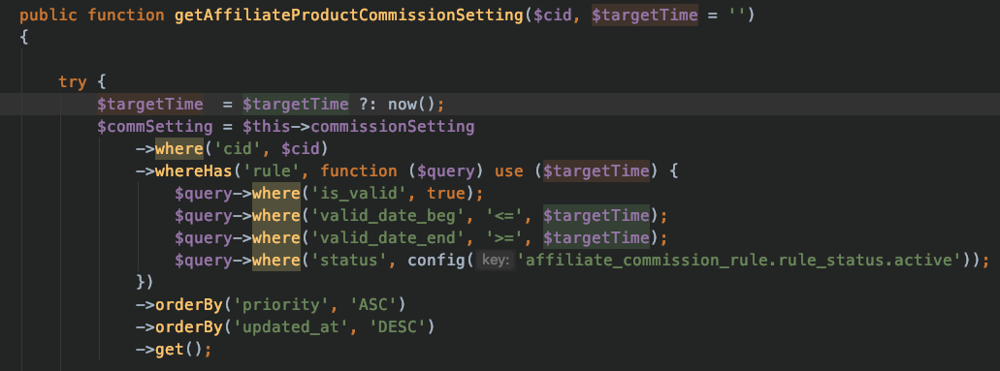 public function getAffiliateProductCommissionSetting($cid, $targetTime = '')
{
try {
$targetTime  = $targetTime ?: now();
$commSetting = $this->commissionSetting
->where('cid', $cid)
->whereHas('rule', function ($query) use ($targetTime) {
$query->where('is_valid', true);
$query->where('valid_date_beg', '<=', $targetTime);
$query->where('valid_date_end', '>=', $targetTime);
$query->where('status', config( key: 'affiliate_commission_rule.rule_status.active'));
})
->orderBy('priority', 'ASC')
->orderBy('updated_at', 'DESC')
->get();